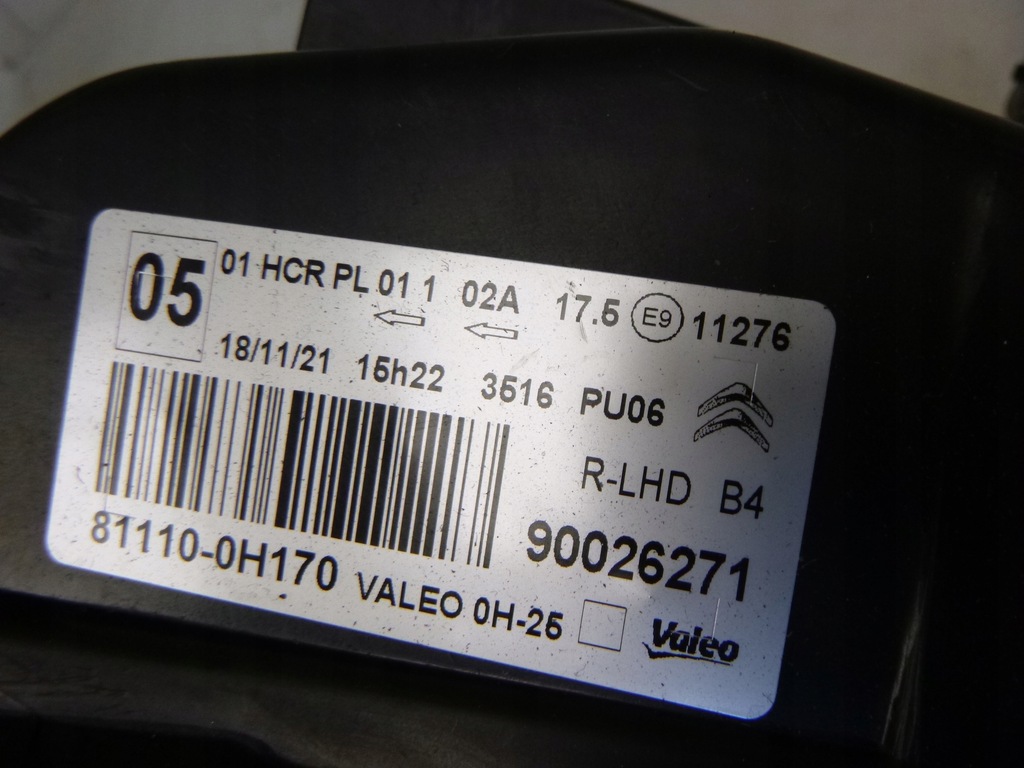 05 01 HCR PL 01 1 02A 17.5 E9 11276
18/11/21 15h22 3516 PU06
R-LHD B4
90026271
81110-0H170 VALEO 0H-25
Valeo